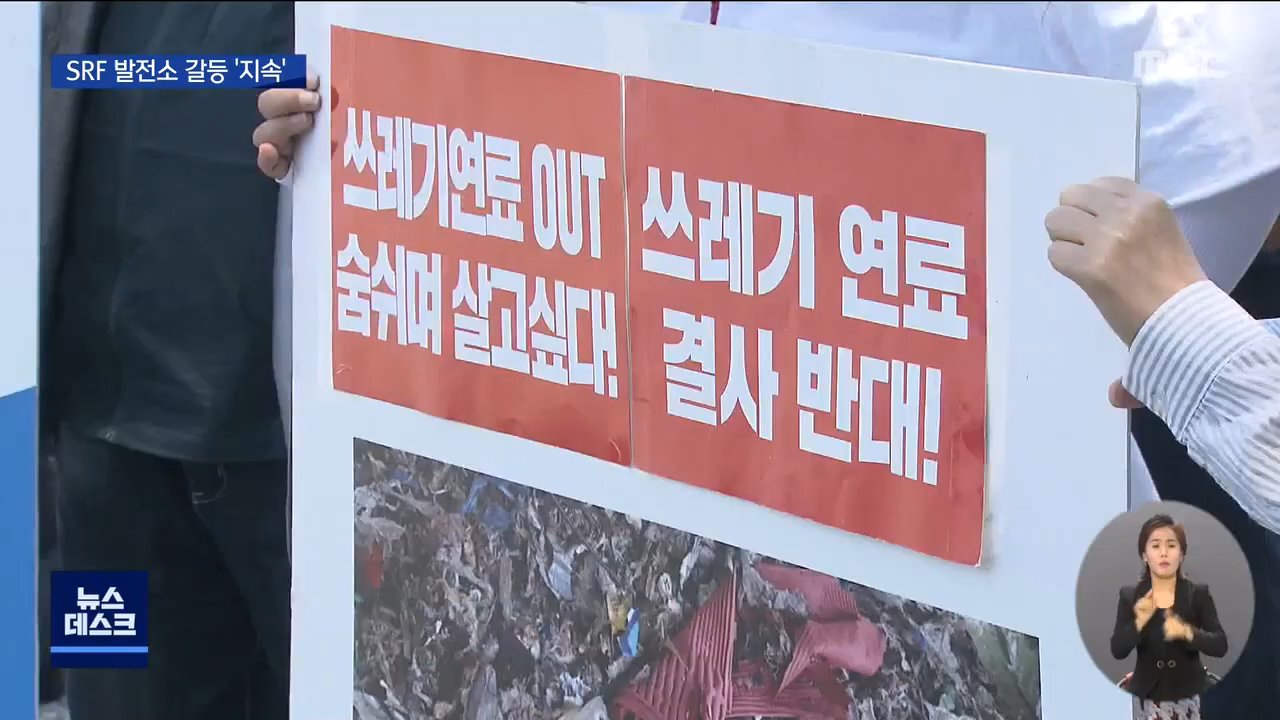 SRF 발전소 갈등 '지속'
MBC
쓰레기연료 OUT
숨쉬며 살고싶다!
쓰레기 연료
결사 반대!
뉴스
데스크